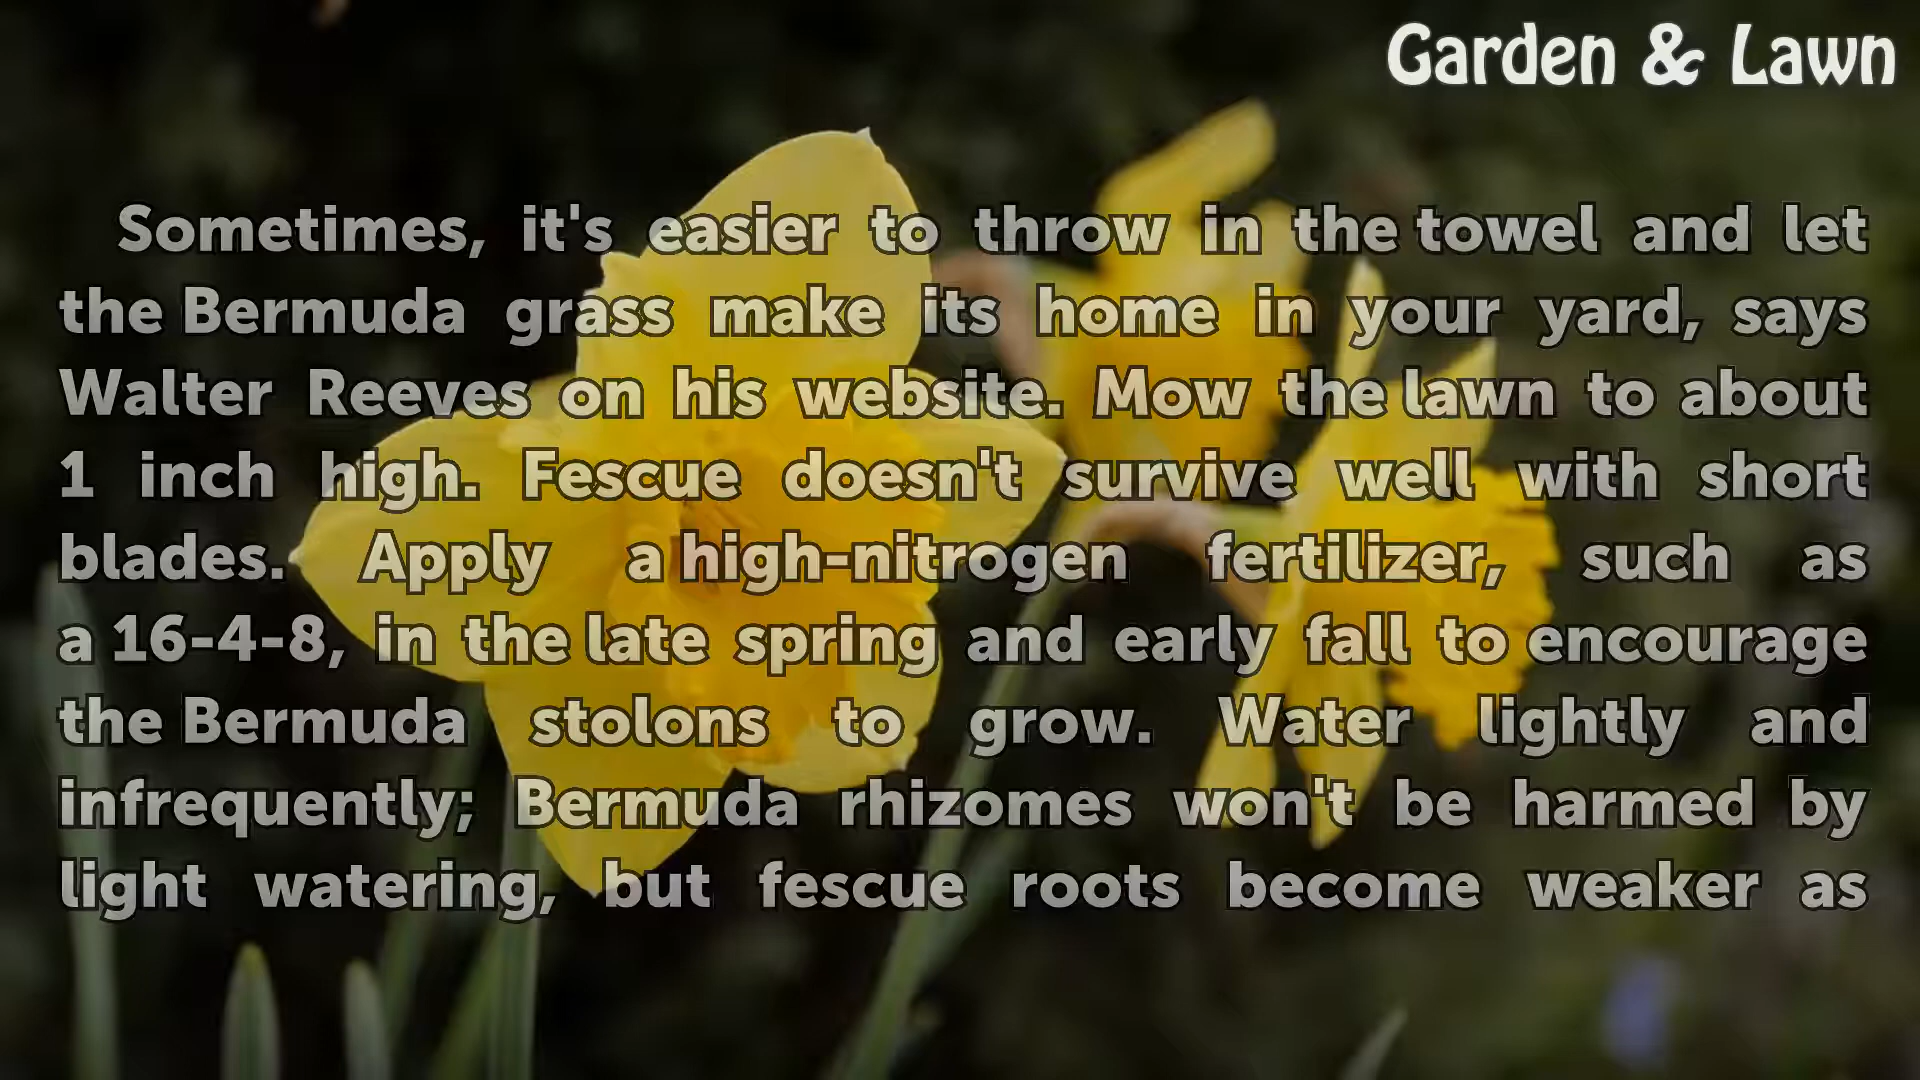 Garden & Lawn
Sometimes, it's easier to throw in the towel and let
the Bermuda grass make its home in your yard, says
Walter Reeves on his website. Mow the lawn to about
1 inch high. Fescue doesn't survive well with short
blades. Apply a high-nitrogen fertilizer, such as
a 16-4-8, in the late spring and early fall to encourage
the Bermuda stolons to grow. Water lightly and
infrequently; Bermuda rhizomes won't be harmed by
light watering, but fescue roots become weaker as